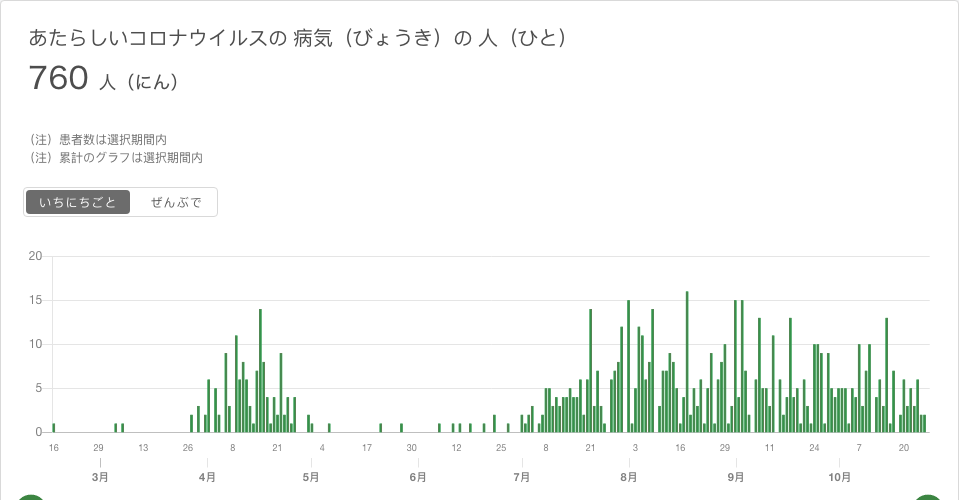 あたらしいコロナウイルスの 病気（びょうき）の 人（ひと）
760 人（にん）
（注）患者数は選択期間内
（注）累計のグラフは選択期間内
いちにちごと ぜんぶで
20
15
10
5
0
16 29 13 26 8 21 4 17 30 12 25 8 21 3 16 29 11 24 7 20
3月 4月 5月 6月 7月 8月 9月 10月